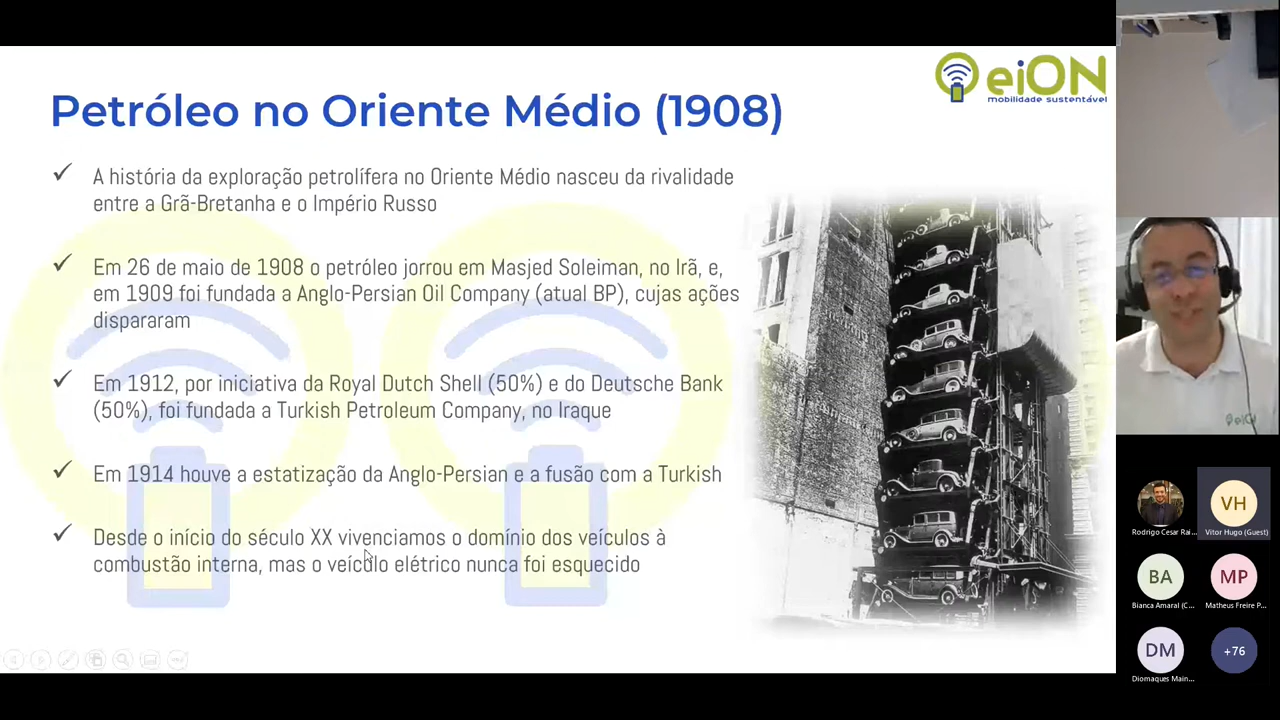 eiON
mobilidade sustentável
Petróleo no Oriente Médio (1908)
A história da exploração petrolífera no Oriente Médio nasceu da rivalidade
entre a Grã-Bretanha e o Império Russo
Em 26 de maio de 1908 o petróleo jorrou em Masjed Soleiman, no Irã, e,
em 1909 foi fundada a Anglo-Persian Oil Company (atual BP), cujas ações
dispararam
Em 1912, por iniciativa da Royal Dutch Shell (50%) e do Deutsche Bank
(50%), foi fundada a Turkish Petroleum Company, no Iraque
Em 1914 houve a estatização da Anglo-Persian e a fusão com a Turkish
Desde o início do século XX vivenciamos o domínio dos veículos à
combustão interna, mas o veículo elétrico nunca foi esquecido
VH
Rodrigo Cesar Rai...
Vitor Hugo (Guest)
BA
MP
Bianca Amaral (C...
Matheus Freire P...
DM
+76
Diomaques Main...